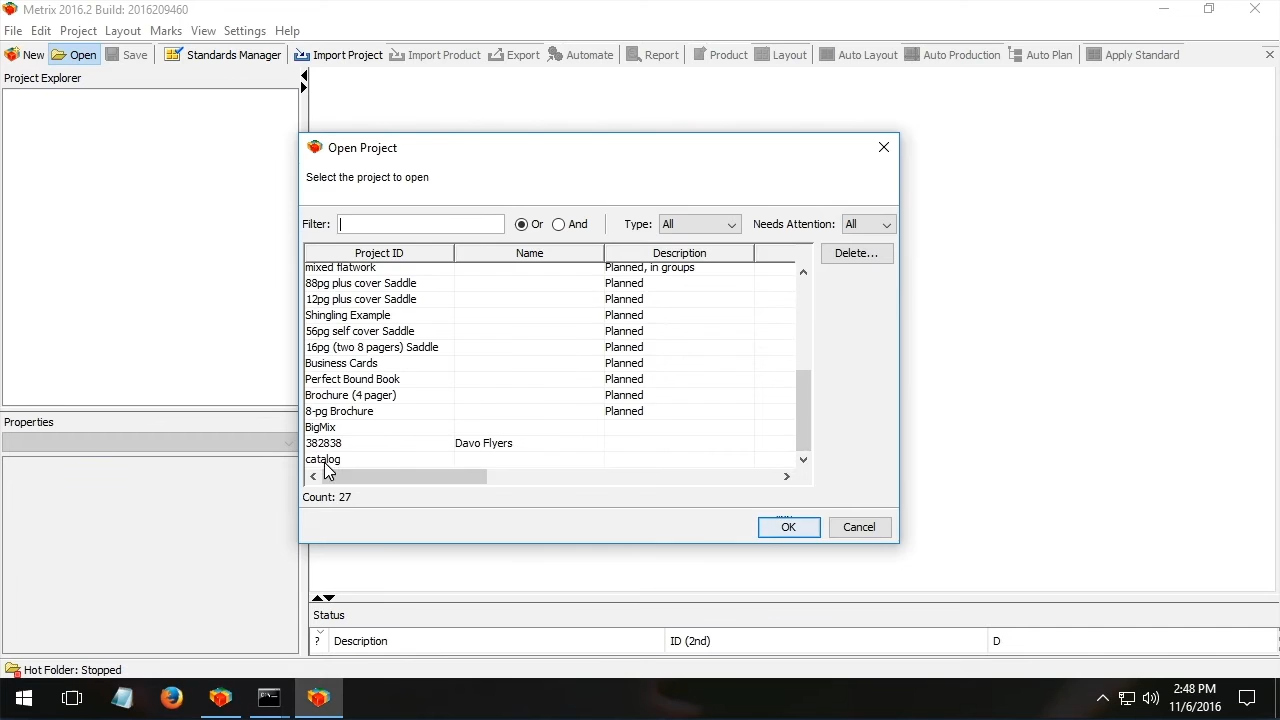 Metrix 2016.2 Build: 2016209460
File Edit Project Layout Marks View Settings Help
New Open Save Standards Manager Import Project Import Product Export Automate Report Product Layout Auto Layout Auto Production Auto Plan Apply Standard
Project Explorer
Open Project
Select the project to open
Filter: Or And Type: All Needs Attention: All
Project ID Name Description Delete...
mixed flatwork Planned, in groups
88pg plus cover Saddle Planned
12pg plus cover Saddle Planned
Shingling Example Planned
56pg self cover Saddle Planned
16pg (two 8 pagers) Saddle Planned
Business Cards Planned
Perfect Bound Book Planned
Brochure (4 pager) Planned
8-pg Brochure Planned
Properties
BigMix
382838 Davo Flyers
catalog
Count: 27
OK Cancel
Status
? Description ID (2nd) D
Hot Folder: Stopped
2:48 PM
11/6/2016